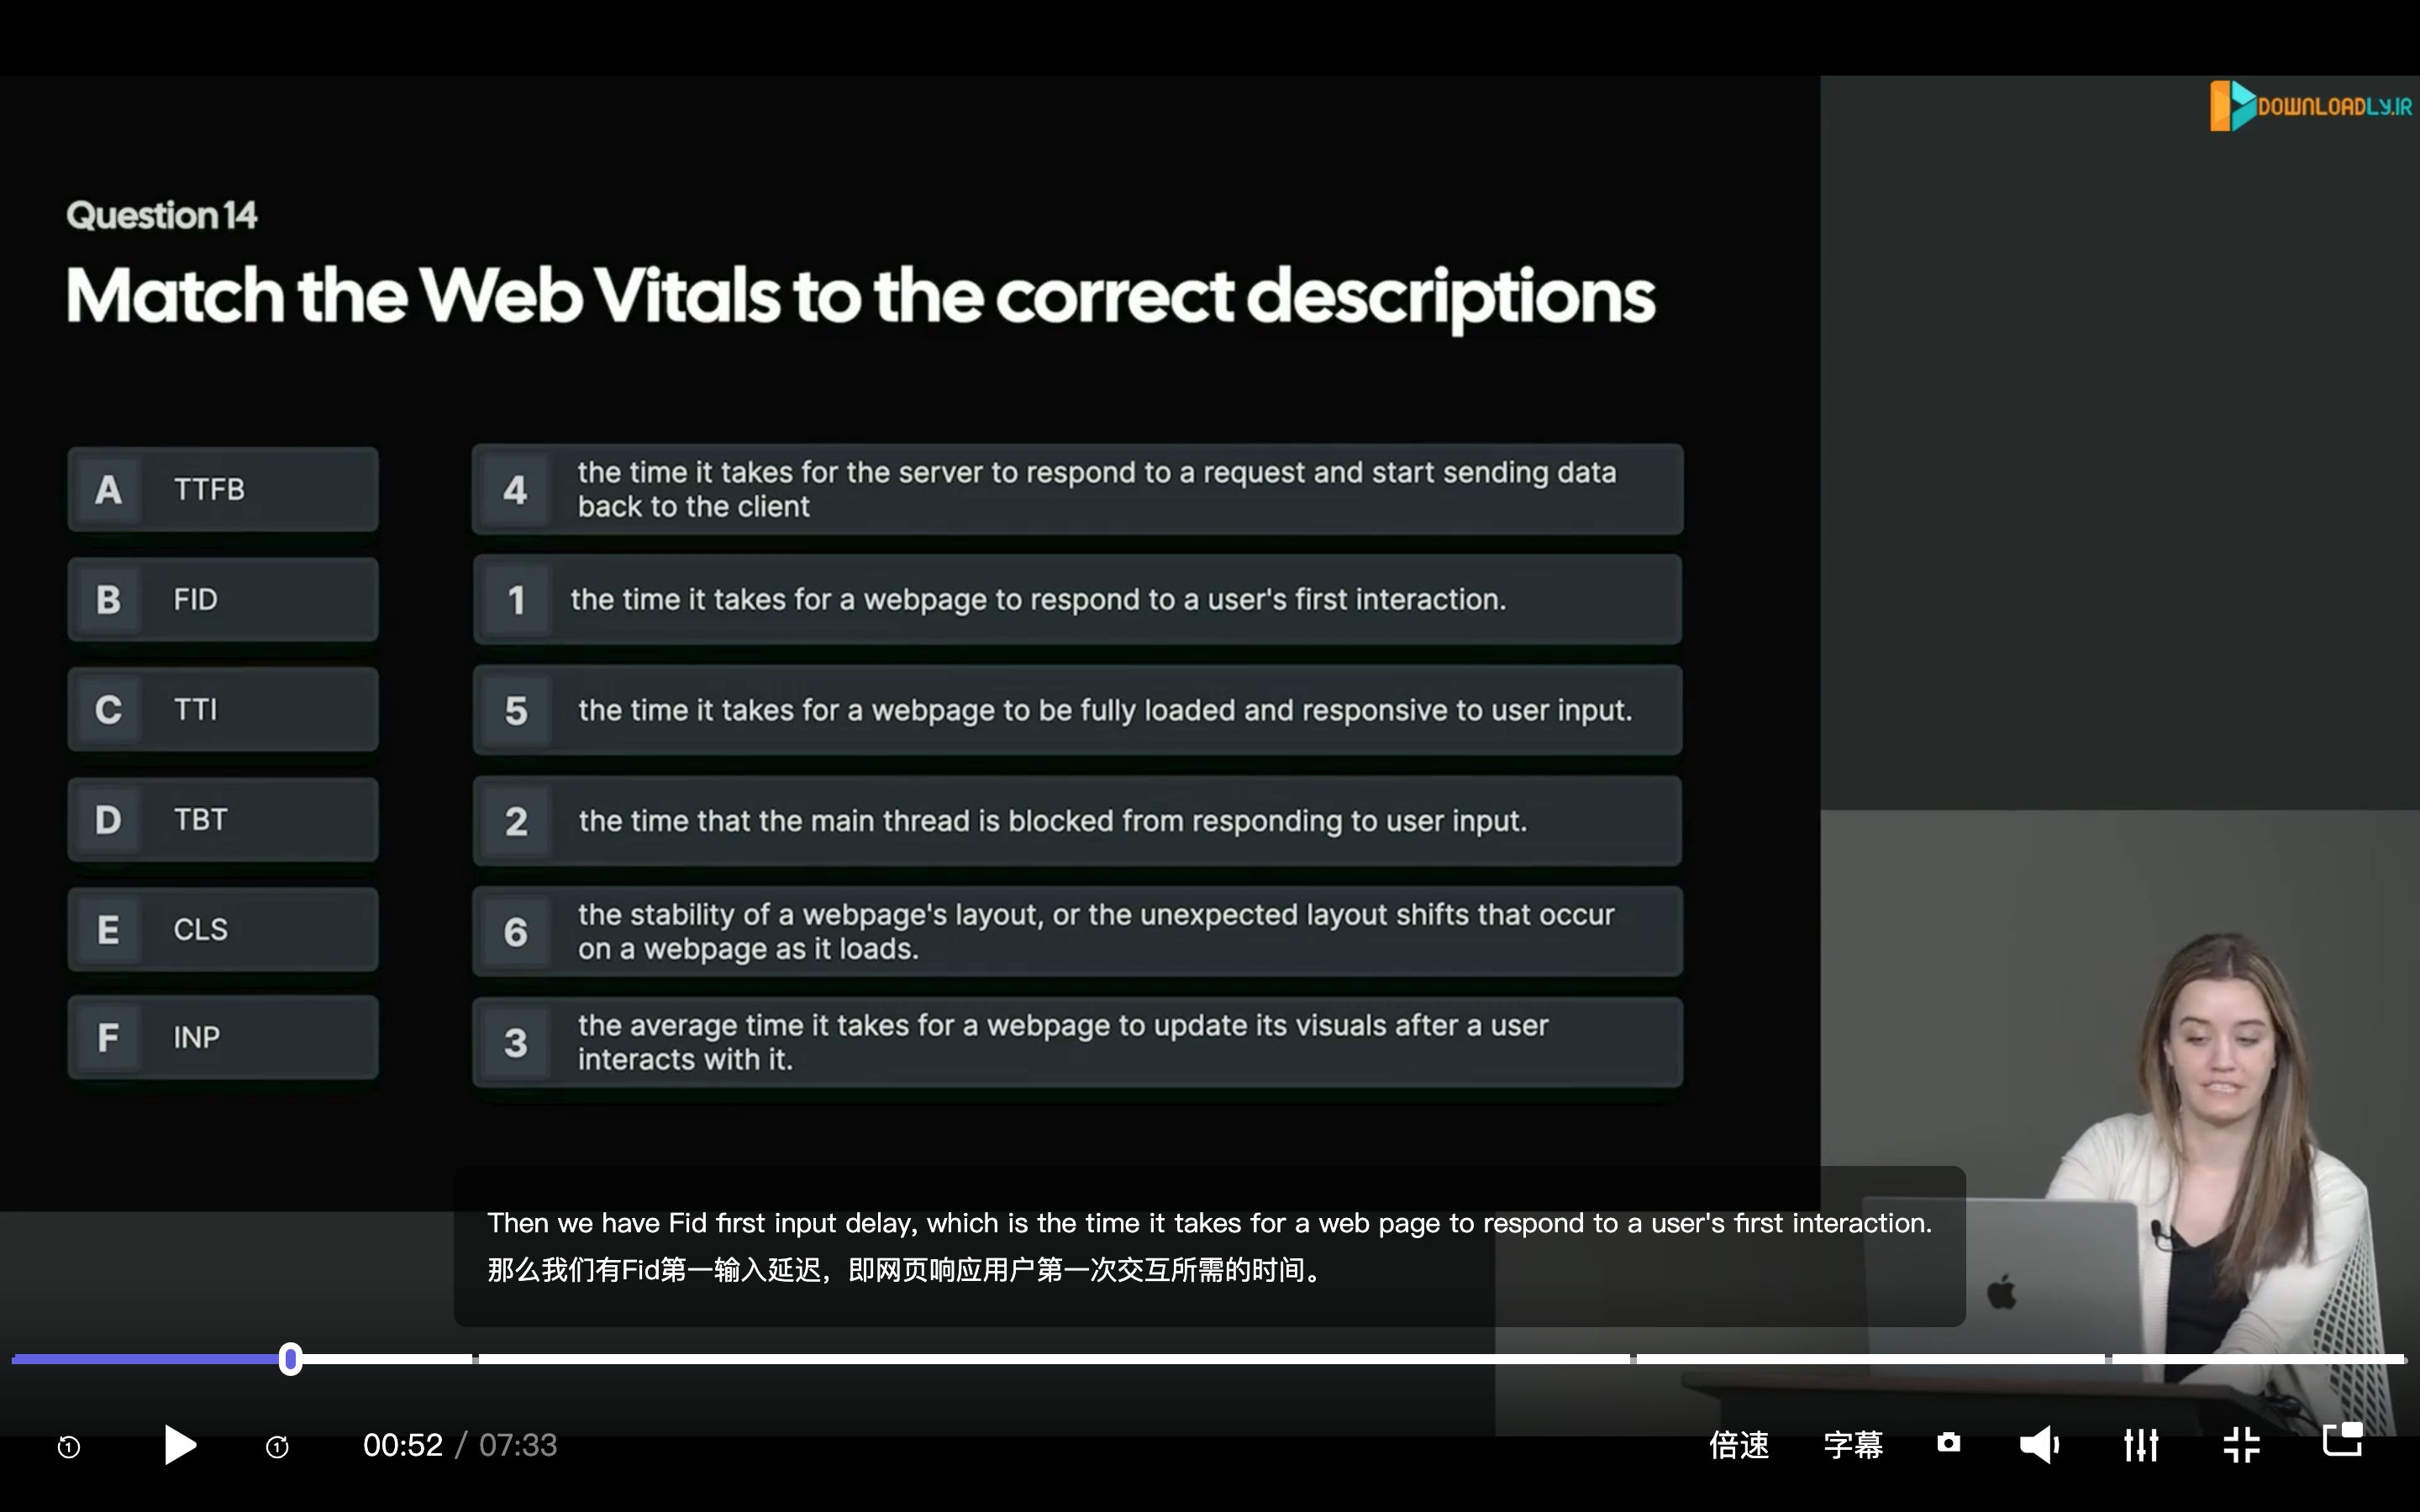 DOWNLOADLY.IR
Question 14
Match the Web Vitals to the correct descriptions
A TTFB
4 the time it takes for the server to respond to a request and start sending data
back to the client
B FID
1 the time it takes for a webpage to respond to a user's first interaction.
C TTI
5 the time it takes for a webpage to be fully loaded and responsive to user input.
D TBT
2 the time that the main thread is blocked from responding to user input.
E CLS
6 the stability of a webpage's layout, or the unexpected layout shifts that occur
on a webpage as it loads.
F INP
3 the average time it takes for a webpage to update its visuals after a user
interacts with it.
Then we have Fid first input delay, which is the time it takes for a web page to respond to a user's first interaction.
那么我们有Fid第一输入延迟，即网页响应用户第一次交互所需的时间。
1 1 00:52 / 07:33 倍速 字幕